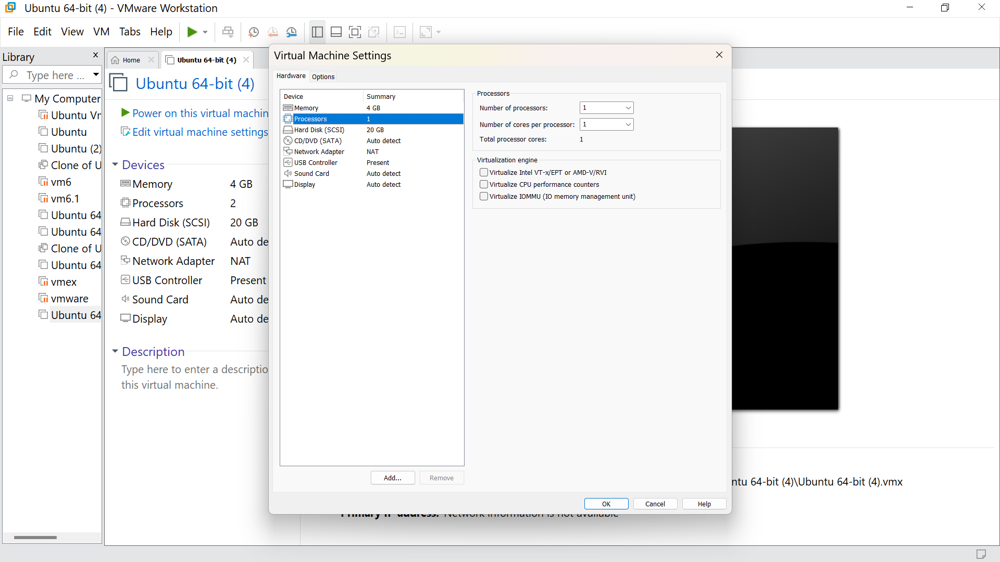 Ubuntu 64-bit (4) - VMware Workstation
File Edit View VM Tabs Help
Library
Type here ...
My Computer
Ubuntu Vr
Ubuntu
Ubuntu (2)
Clone of U
vm6
vm6.1
Ubuntu 64
Ubuntu 64
Clone of U
Ubuntu 64
vmex
vmware
Ubuntu 64
Home
Ubuntu 64-bit (4)
Ubuntu 64-bit (4)
Power on this virtual machin
Edit virtual machine settings
Devices
Memory 4 GB
Processors 2
Hard Disk (SCSI) 20 GB
CD/DVD (SATA) Auto de
Network Adapter NAT
USB Controller Present
Sound Card Auto de
Display Auto de
Description
Type here to enter a descriptio
this virtual machine.
Virtual Machine Settings
Hardware Options
Device Summary
Memory 4 GB
Processors 1
Hard Disk (SCSI) 20 GB
CD/DVD (SATA) Auto detect
Network Adapter NAT
USB Controller Present
Sound Card Auto detect
Display Auto detect
Add... Remove
Processors
Number of processors: 1
Number of cores per processor: 1
Total processor cores: 1
Virtualization engine
Virtualize Intel VT-x/EPT or AMD-V/RVI
Virtualize CPU performance counters
Virtualize IOMMU (IO memory management unit)
OK Cancel Help
ntu 64-bit (4)\Ubuntu 64-bit (4).vmx
Primary IP address: Network information is not available